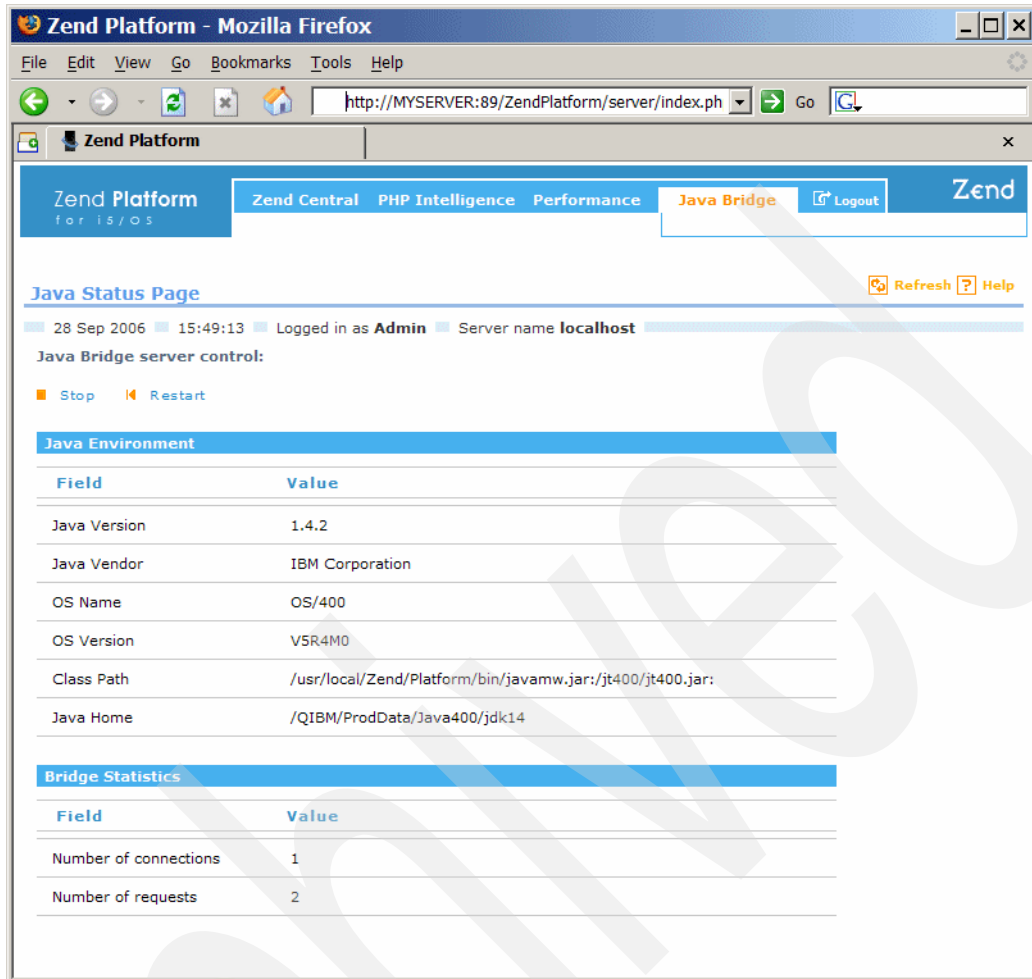 Zend Platform - Mozilla Firefox
File Edit View Go Bookmarks Tools Help
http://MYSERVER:89/ZendPlatform/server/index.ph Go G
Zend Platform x
Zend Platform
for i5/OS
Zend Central PHP Intelligence Performance Java Bridge Logout
Zend
Java Status Page
Refresh ? Help
28 Sep 2006 15:49:13 Logged in as Admin Server name localhost
Java Bridge server control:
Stop Restart
Java Environment
Field Value
Java Version 1.4.2
Java Vendor IBM Corporation
OS Name OS/400
OS Version V5R4M0
Class Path /usr/local/Zend/Platform/bin/javamw.jar:/jt400/jt400.jar:
Java Home /QIBM/ProdData/Java400/jdk14
Bridge Statistics
Field Value
Number of connections 1
Number of requests 2